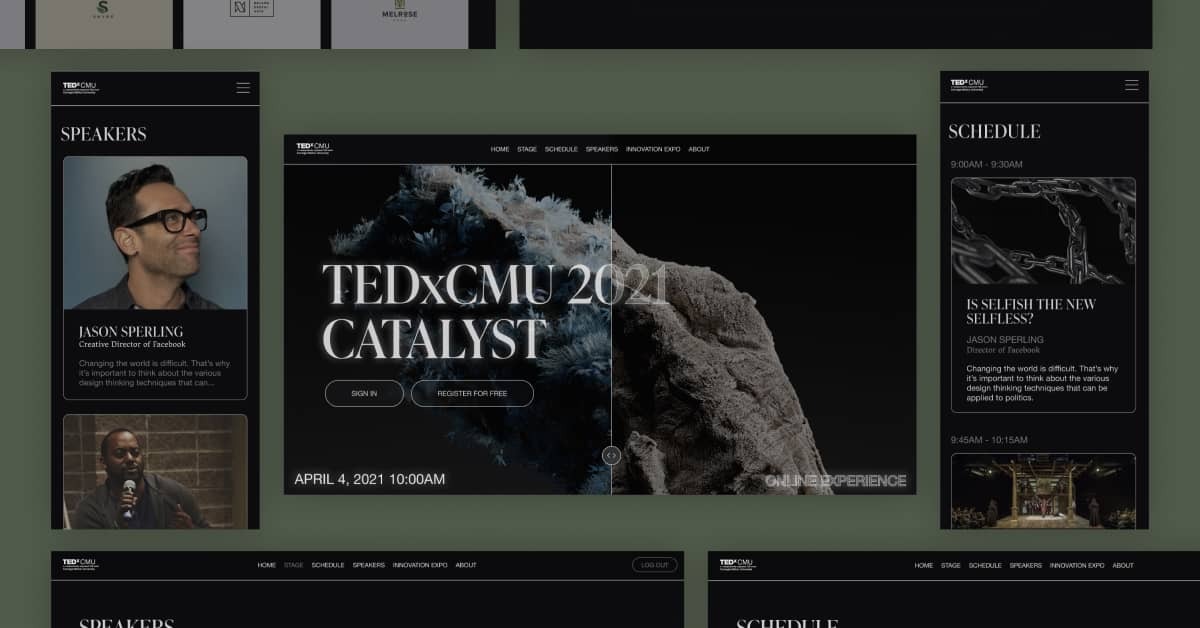 SHYRE
MELROSE
TEDxCMU
SPEAKERS
JASON SPERLING
Creative Director of Facebook
Changing the world is difficult. That's why
it's important to think about the various
design thinking techniques that can...
TEDxCMU
HOME STAGE SCHEDULE SPEAKERS INNOVATION EXPO ABOUT
TEDxCMU 2021
CATALYST
SIGN IN
REGISTER FOR FREE
APRIL 4, 2021 10:00AM
ONLINE EXPERIENCE
TEDxCMU
SCHEDULE
9:00AM - 9:30AM
IS SELFISH THE NEW
SELFLESS?
JASON SPERLING
Director of Facebook
Changing the world is difficult. That's why
it's important to think about the various
design thinking techniques that can be
applied to politics.
9:45AM - 10:15AM
TEDxCMU
HOME STAGE SCHEDULE SPEAKERS INNOVATION EXPO ABOUT
LOG OUT
SPEAKERS
TEDxCMU
HOME STAGE SCHEDULE SPEAKERS INNOVATION EXPO ABOUT
SCHEDULE